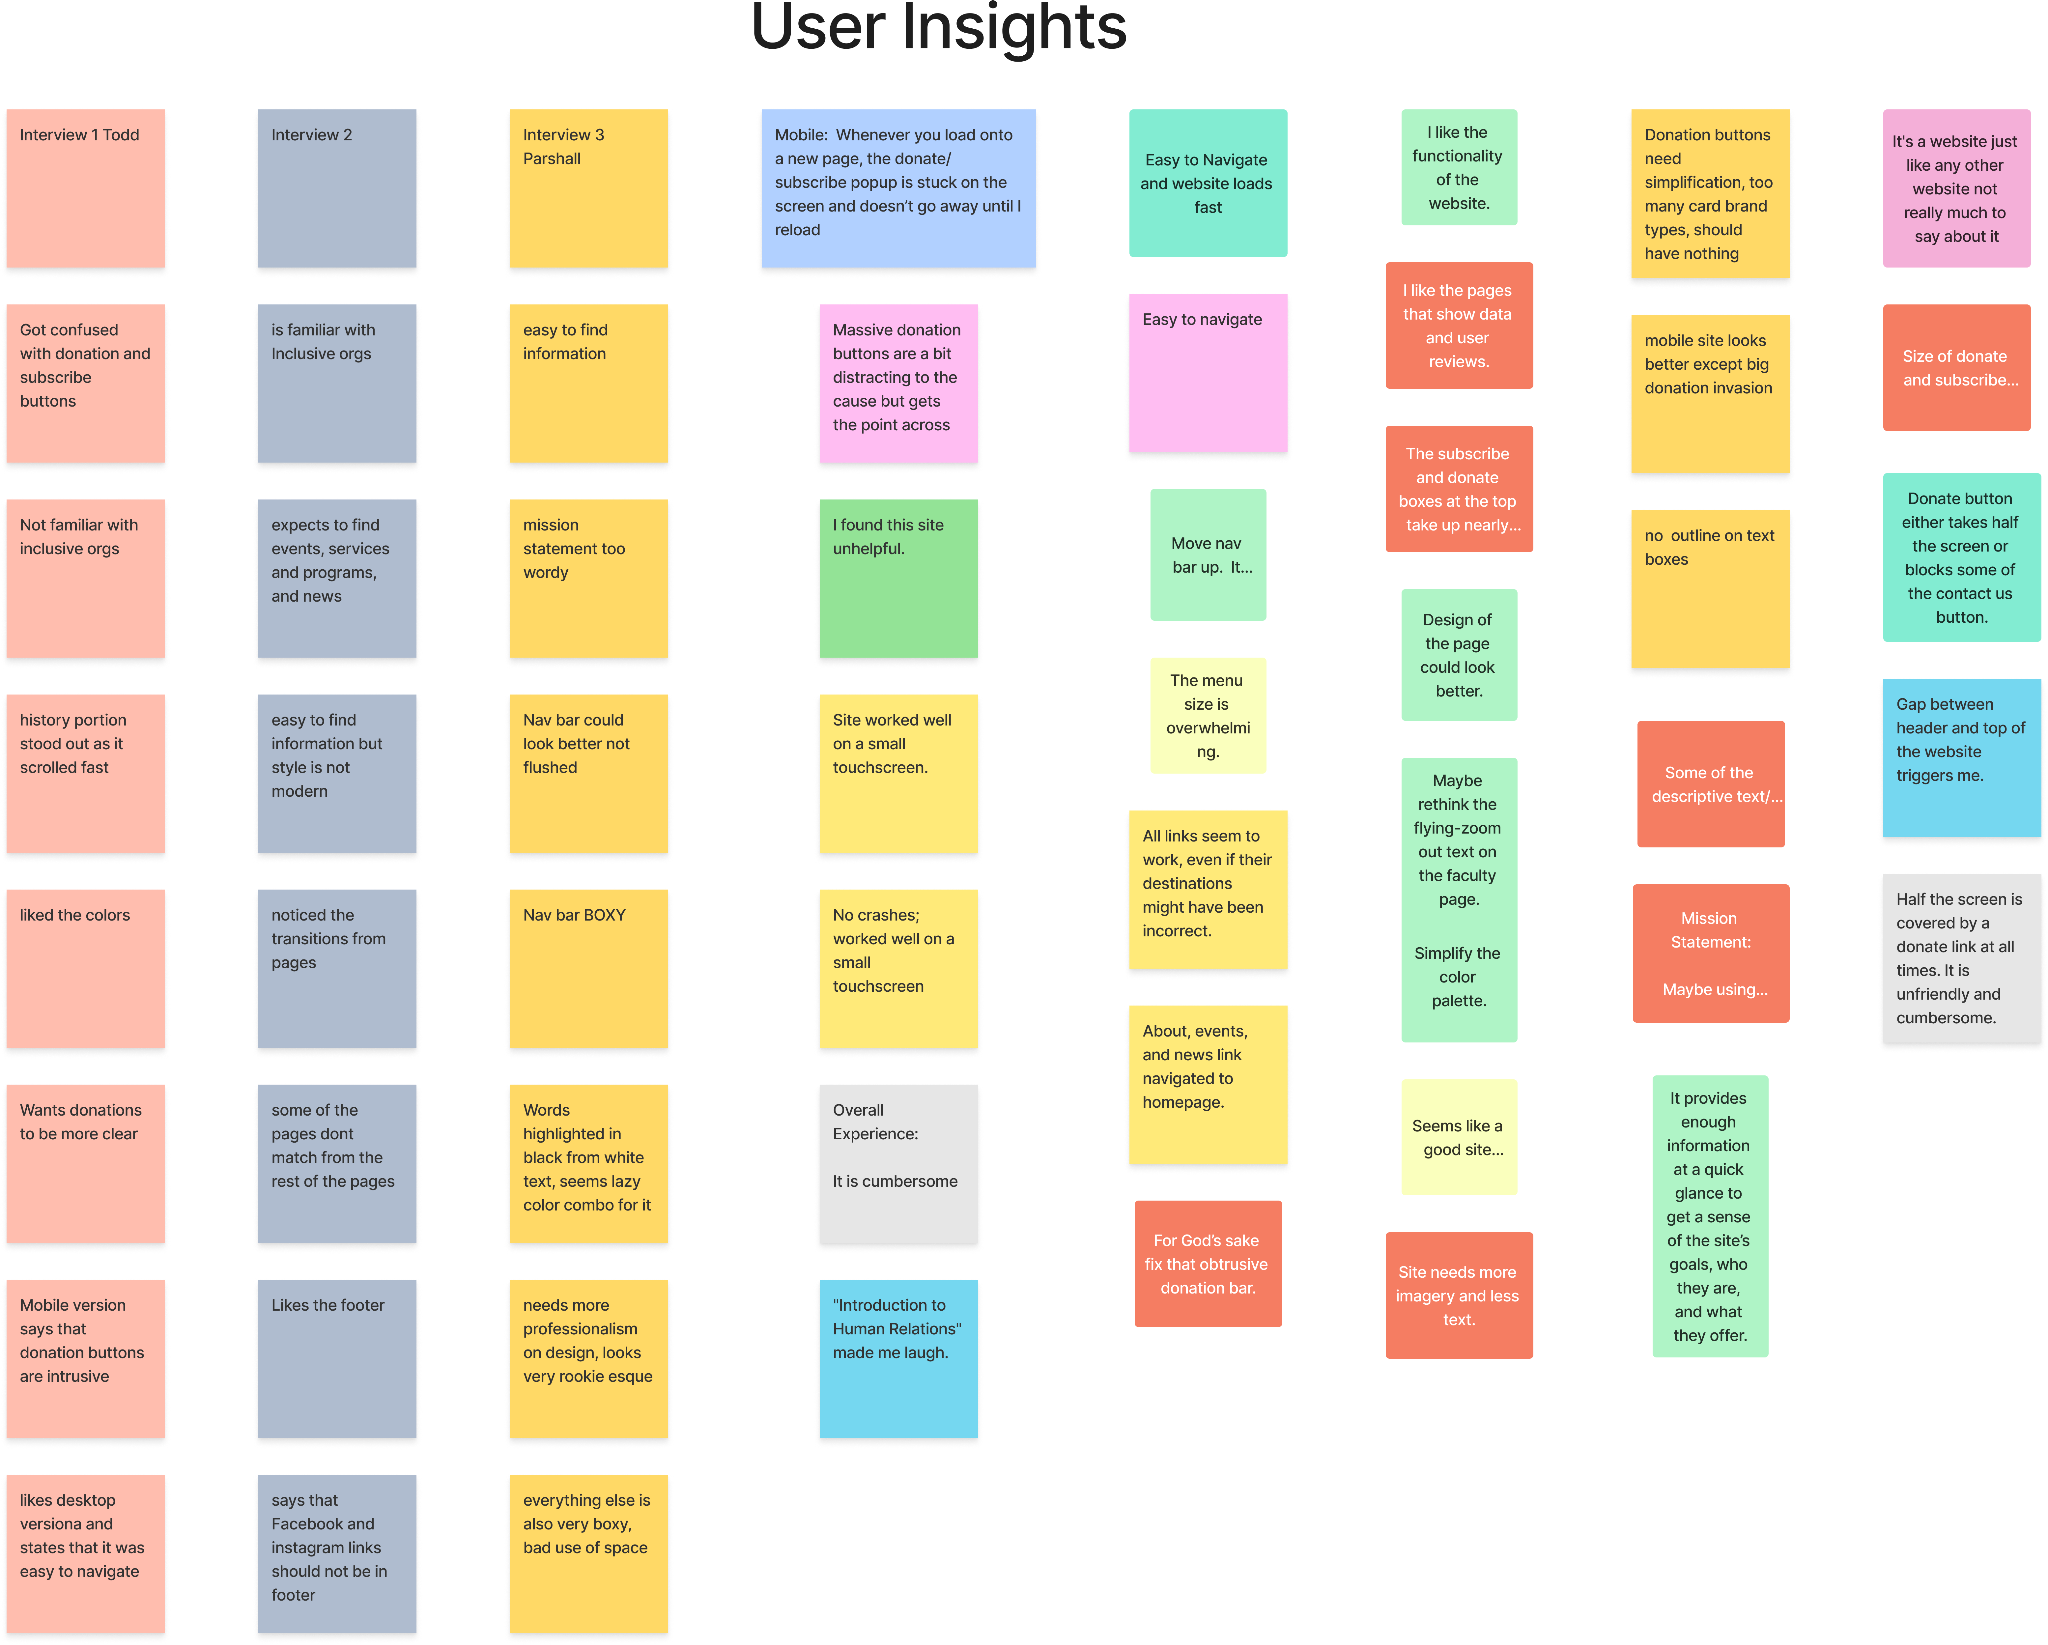 User Insights
Interview 1 Todd
Got confused
with donation and
subscribe
buttons
Not familiar with
inclusive orgs
history portion
stood out as it
scrolled fast
liked the colors
Wants donations
to be more clear
Mobile version
says that
donation buttons
are intrusive
likes desktop
versiona and
states that it was
easy to navigate
Interview 2
is familiar with
Inclusive orgs
expects to find
events, services
and programs,
and news
easy to find
information but
style is not
modern
noticed the
transitions from
pages
some of the
pages dont
match from the
rest of the pages
Likes the footer
says that
Facebook and
instagram links
should not be in
footer
Interview 3
Parshall
easy to find
information
mission
statement too
wordy
Nav bar could
look better not
flushed
Nav bar BOXY
Words
highlighted in
black from white
text, seems lazy
color combo for it
needs more
professionalism
on design, looks
very rookie esque
everything else is
also very boxy,
bad use of space
Mobile:  Whenever you load onto
a new page, the donate/
subscribe popup is stuck on the
screen and doesn’t go away until I
reload
Massive donation
buttons are a bit
distracting to the
cause but gets
the point across
I found this site
unhelpful.
Site worked well
on a small
touchscreen.
No crashes;
worked well on a
small
touchscreen
Overall
Experience:
It is cumbersome
"Introduction to
Human Relations"
made me laugh.
Easy to Navigate
and website loads
fast
Easy to navigate
Move nav
bar up.  It...
The menu
size is
overwhelmi
ng.
All links seem to
work, even if their
destinations
might have been
incorrect.
About, events,
and news link
navigated to
homepage.
For God’s sake
fix that obtrusive
donation bar.
I like the
functionality
of the
website.
I like the pages
that show data
and user
reviews.
The subscribe
and donate
boxes at the top
take up nearly...
Design of
the page
could look
better.
Maybe
rethink the
flying-zoom
out text on
the faculty
page.
Simplify the
color
palette.
Seems like a
good site...
Site needs more
imagery and less
text.
Donation buttons
need
simplification, too
many card brand
types, should
have nothing
mobile site looks
better except big
donation invasion
no  outline on text
boxes
Some of the
descriptive text/...
Mission
Statement:
Maybe using...
It provides
enough
information
at a quick
glance to
get a sense
of the site’s
goals, who
they are,
and what
they offer.
It's a website just
like any other
website not
really much to
say about it
Size of donate
and subscribe...
Donate button
either takes half
the screen or
blocks some of
the contact us
button.
Gap between
header and top of
the website
triggers me.
Half the screen is
covered by a
donate link at all
times. It is
unfriendly and
cumbersome.